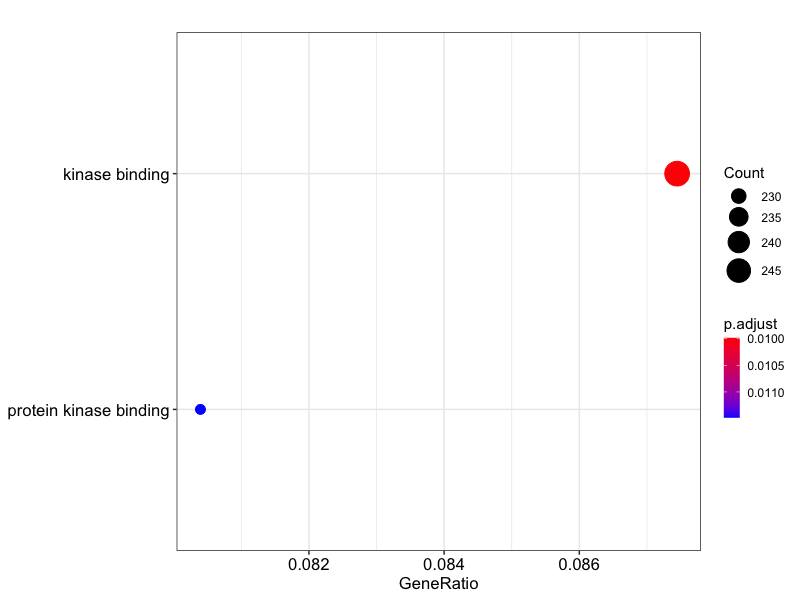 kinase binding
protein kinase binding
0.082 0.084 0.086
GeneRatio
Count
230
235
240
245
p.adjust
0.0100
0.0105
0.0110